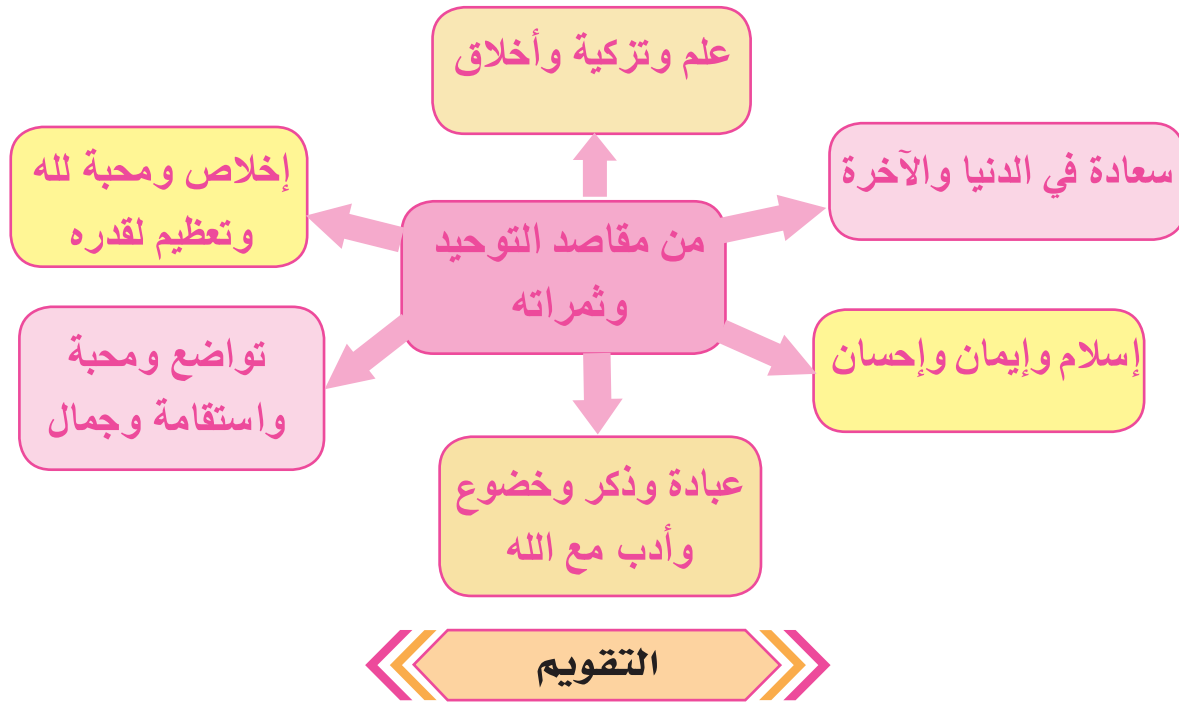 علم وتزكية وأخلاق
سعادة في الدنيا والآخرة
إخلاص ومحبة لله
وتعظيم لقدره
من مقاصد التوحيد
وثمراته
إسلام وإيمان وإحسان
تواضع ومحبة
واستقامة وجمال
عبادة وذكر وخضوع
وأدب مع الله
التقويم